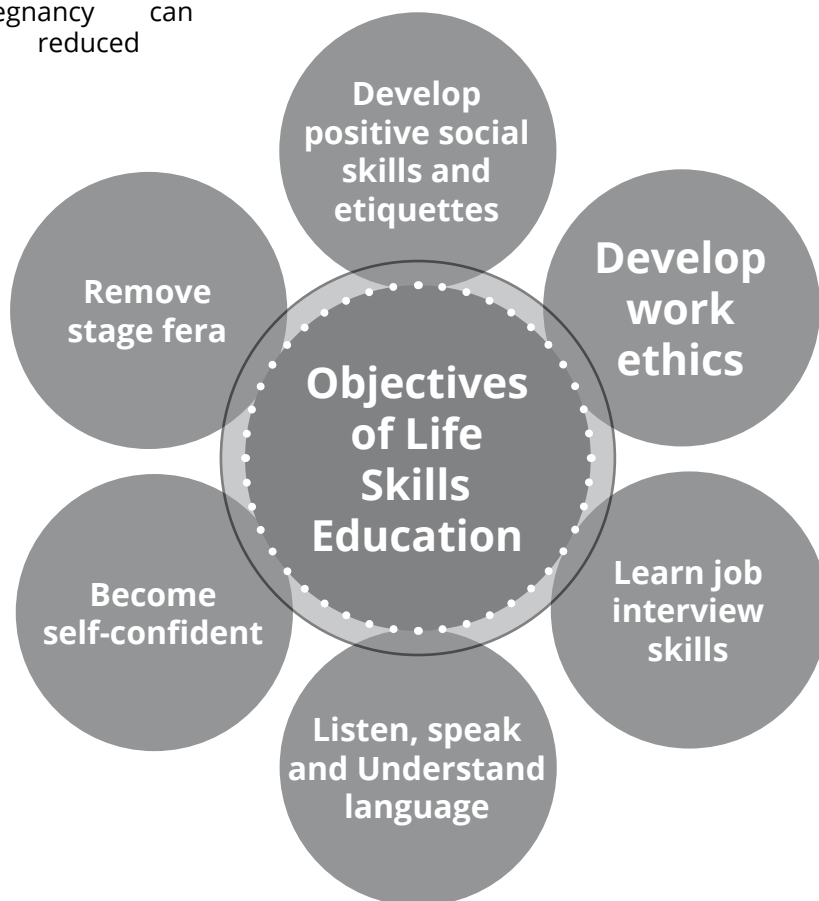 can
reduced
Develop
positive social
skills and
etiquettes
Develop
work
ethics
Remove
stage fera
Objectives
of Life
Skills
Education
Become
self-confident
Learn job
interview
skills
Listen, speak
and Understand
language